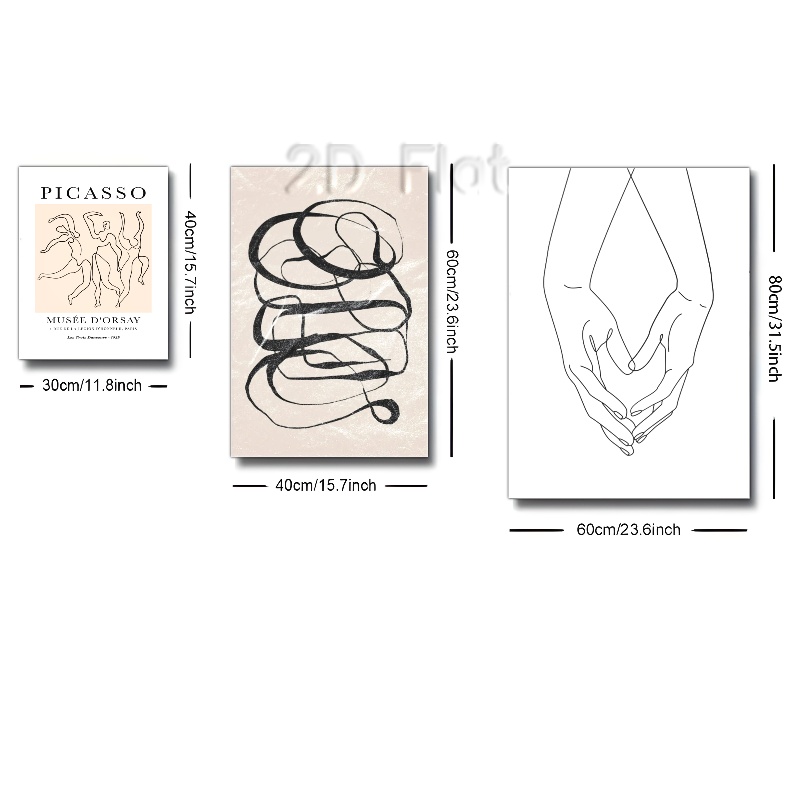 2D Flat
PICASSO
MUSÉE D'ORSAY
40cm/15.7inch
30cm/11.8inch
60cm/23.6inch
40cm/15.7inch
80cm/31.5inch
60cm/23.6inch